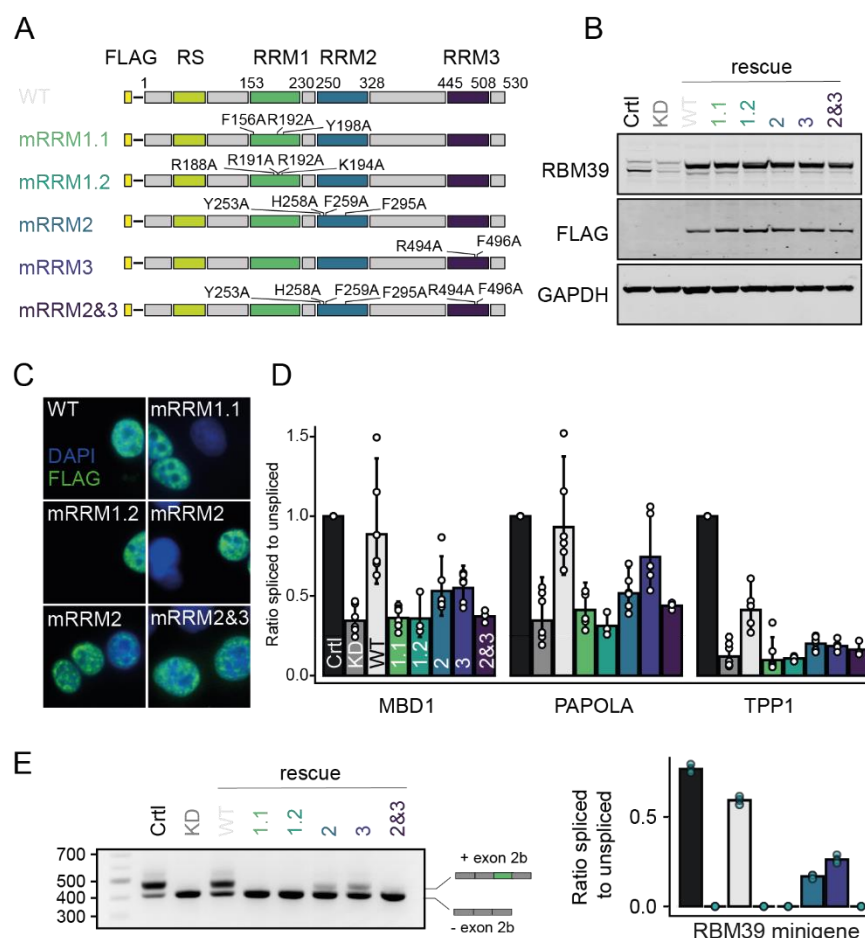 A
FLAG RS RRM1 RRM2 RRM3
1 153 230 250 328 445 508 530
WT
F156A R192A
Y198A
mRRM1.1
R188A R191A R192A K194A
mRRM1.2
Y253A H258A F259A F295A
mRRM2
R494A F496A
mRRM3
Y253A H258A F259A F295A R494A F496A
mRRM2&3
B
rescue
Crtl KD WT 1.1 1.2 2 3 2&3
RBM39
FLAG
GAPDH
C
WT mRRM1.1
DAPI
FLAG
mRRM1.2 mRRM2
mRRM2 mRRM2&3
D
Ratio spliced to unspliced
1.5
1.0
0.5
0.0
Crtl KD WT 1.1 1.2 2 3 2&3
MBD1 PAPOLA TPP1
E
rescue
Crtl KD WT 1.1 1.2 2 3 2&3
700
500
400
300
+ exon 2b
- exon 2b
Ratio spliced
to unspliced
0.5
0.0
RBM39 minigene